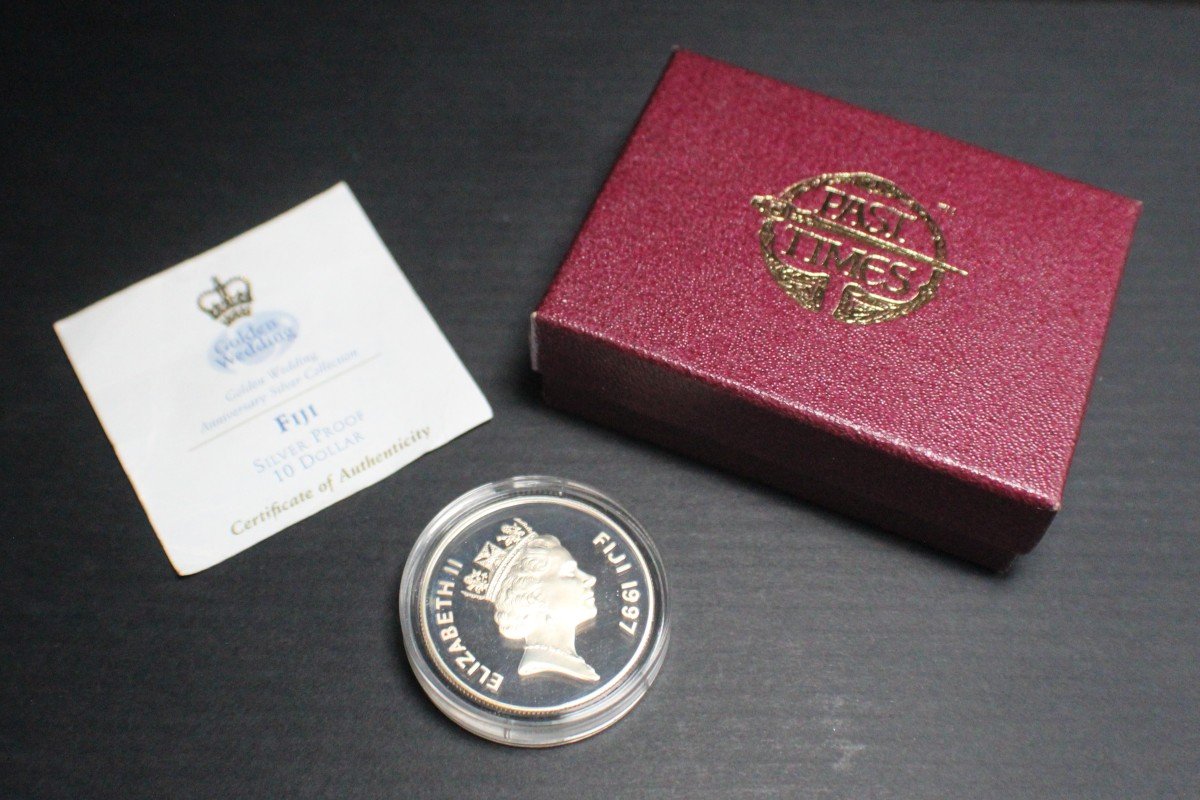 Golden
Wedding
Golden Wedding
Anniversary Silver Collection
FIJI
SILVER PROOF
10 DOLLAR
Certificate of Authenticity
PAST
TIMES
TM
ELIZABETH II
FIJI 1997